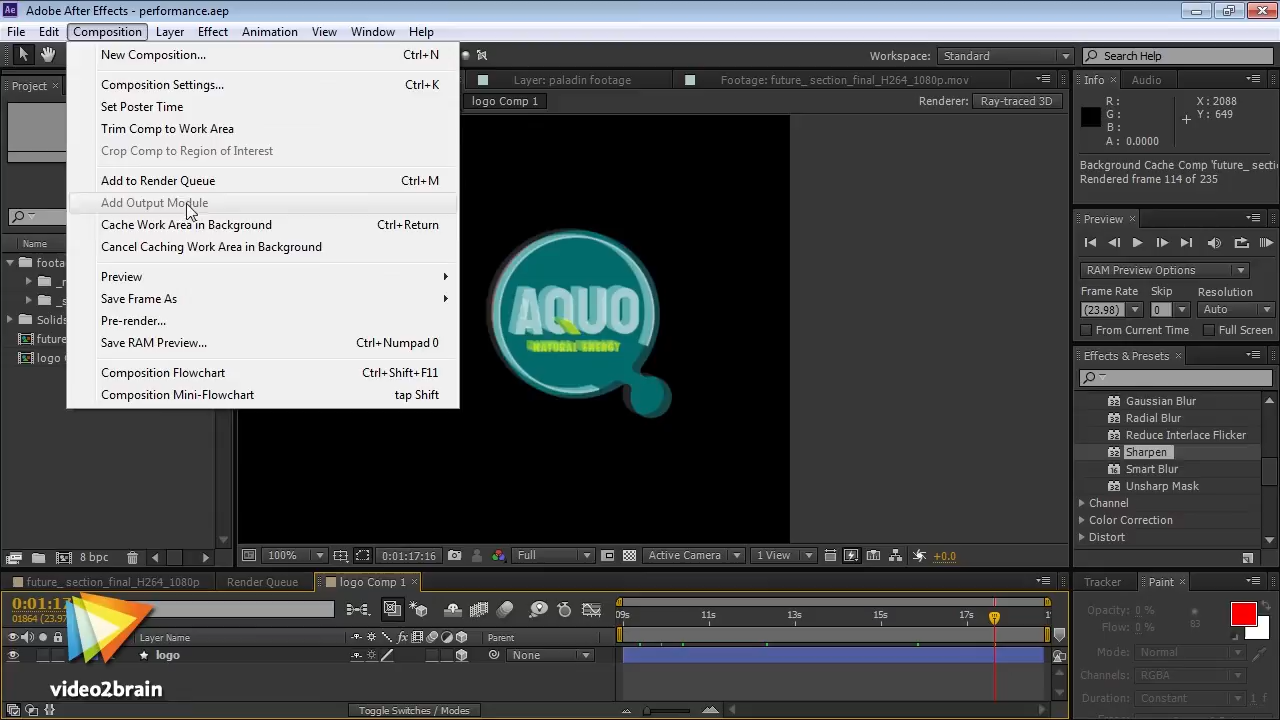 Adobe After Effects - performance.aep
File Edit Composition Layer Effect Animation View Window Help
Workspace: Standard Search Help
New Composition... Ctrl+N
Composition Settings... Ctrl+K
Set Poster Time
Trim Comp to Work Area
Crop Comp to Region of Interest
Add to Render Queue Ctrl+M
Add Output Module
Cache Work Area in Background Ctrl+Return
Cancel Caching Work Area in Background
Preview
Save Frame As
Pre-render...
Save RAM Preview... Ctrl+Numpad 0
Composition Flowchart Ctrl+Shift+F11
Composition Mini-Flowchart tap Shift
Project
Name
Solids
logo
8 bpc
Layer: paladin footage Footage: future_section_final_H264_1080p.mov
logo Comp 1 Renderer: Ray-traced 3D
AQUO
NATURAL ENERGY
100% 0:01:17:16 Full Active Camera 1 View +0.0
Info Audio
R: X: 2088
G: Y: 649
B:
A: 0.0000
Background Cache Comp 'future_ secti
Rendered frame 114 of 235
Preview
RAM Preview Options
Frame Rate Skip Resolution
(23.98) 0 Auto
From Current Time Full Screen
Effects & Presets
Gaussian Blur
Radial Blur
Reduce Interlace Flicker
Sharpen
Smart Blur
Unsharp Mask
Channel
Color Correction
Distort
future_ section_final_H264_1080p Render Queue logo Comp 1
0:01:17
01864 (23.97
09s 11s 13s 15s 17s
Layer Name Parent
logo None
Toggle Switches / Modes
Tracker Paint
Opacity: 0 %
Flow: 0 % 83
Mode: Normal
Channels: RGBA
Duration: Constant 1 f
video2brain